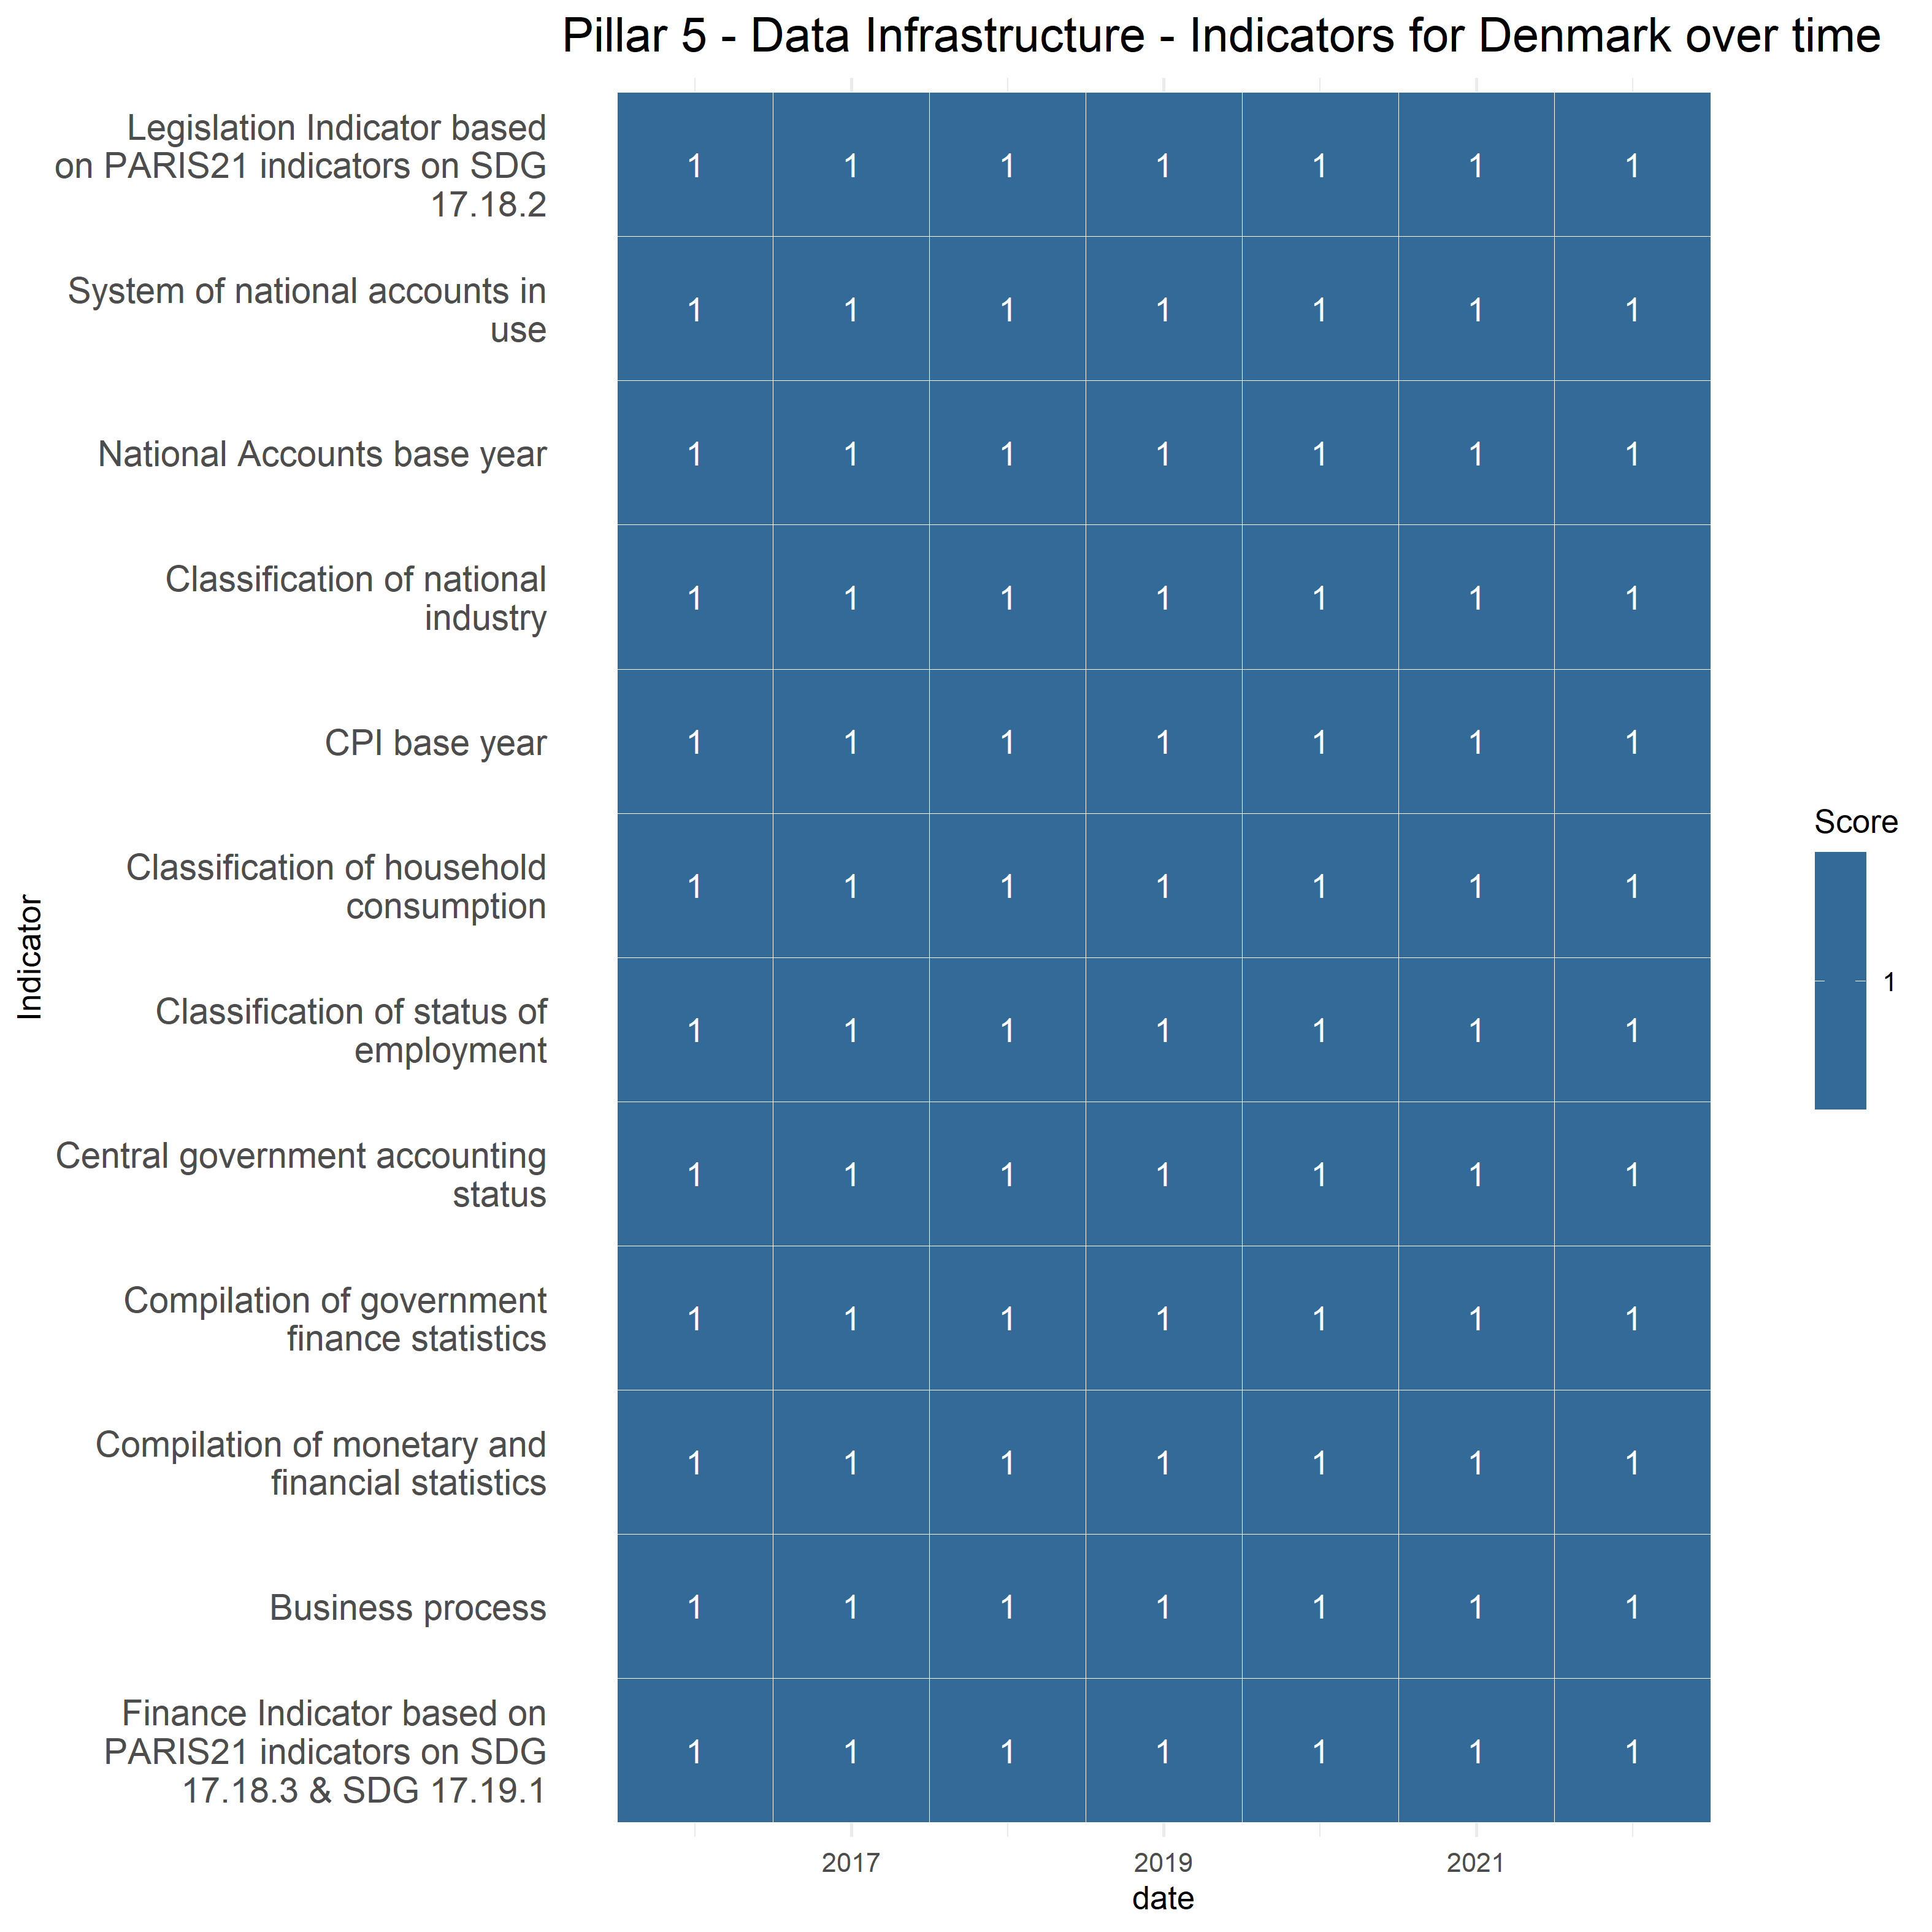 Pillar 5 - Data Infrastructure - Indicators for Denmark over time
Legislation Indicator based
on PARIS21 indicators on SDG
17.18.2
1 1 1 1 1 1 1
System of national accounts in
use
1 1 1 1 1 1 1
National Accounts base year
1 1 1 1 1 1 1
Classification of national
industry
1 1 1 1 1 1 1
CPI base year
1 1 1 1 1 1 1
Classification of household
consumption
1 1 1 1 1 1 1
Classification of status of
employment
1 1 1 1 1 1 1
Central government accounting
status
1 1 1 1 1 1 1
Compilation of government
finance statistics
1 1 1 1 1 1 1
Compilation of monetary and
financial statistics
1 1 1 1 1 1 1
Business process
1 1 1 1 1 1 1
Finance Indicator based on
PARIS21 indicators on SDG
17.18.3 & SDG 17.19.1
1 1 1 1 1 1 1
Indicator
2017 2019 2021
date
Score
1